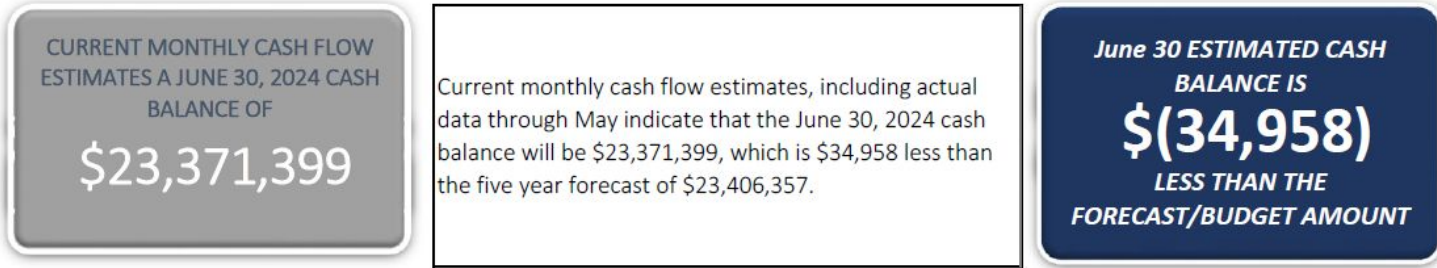 CURRENT MONTHLY CASH FLOW
ESTIMATES A JUNE 30, 2024 CASH
BALANCE OF
$23,371,399
Current monthly cash flow estimates, including actual
data through May indicate that the June 30, 2024 cash
balance will be $23,371,399, which is $34,958 less than
the five year forecast of $23,406,357.
June 30 ESTIMATED CASH
BALANCE IS
$(34,958)
LESS THAN THE
FORECAST/BUDGET AMOUNT